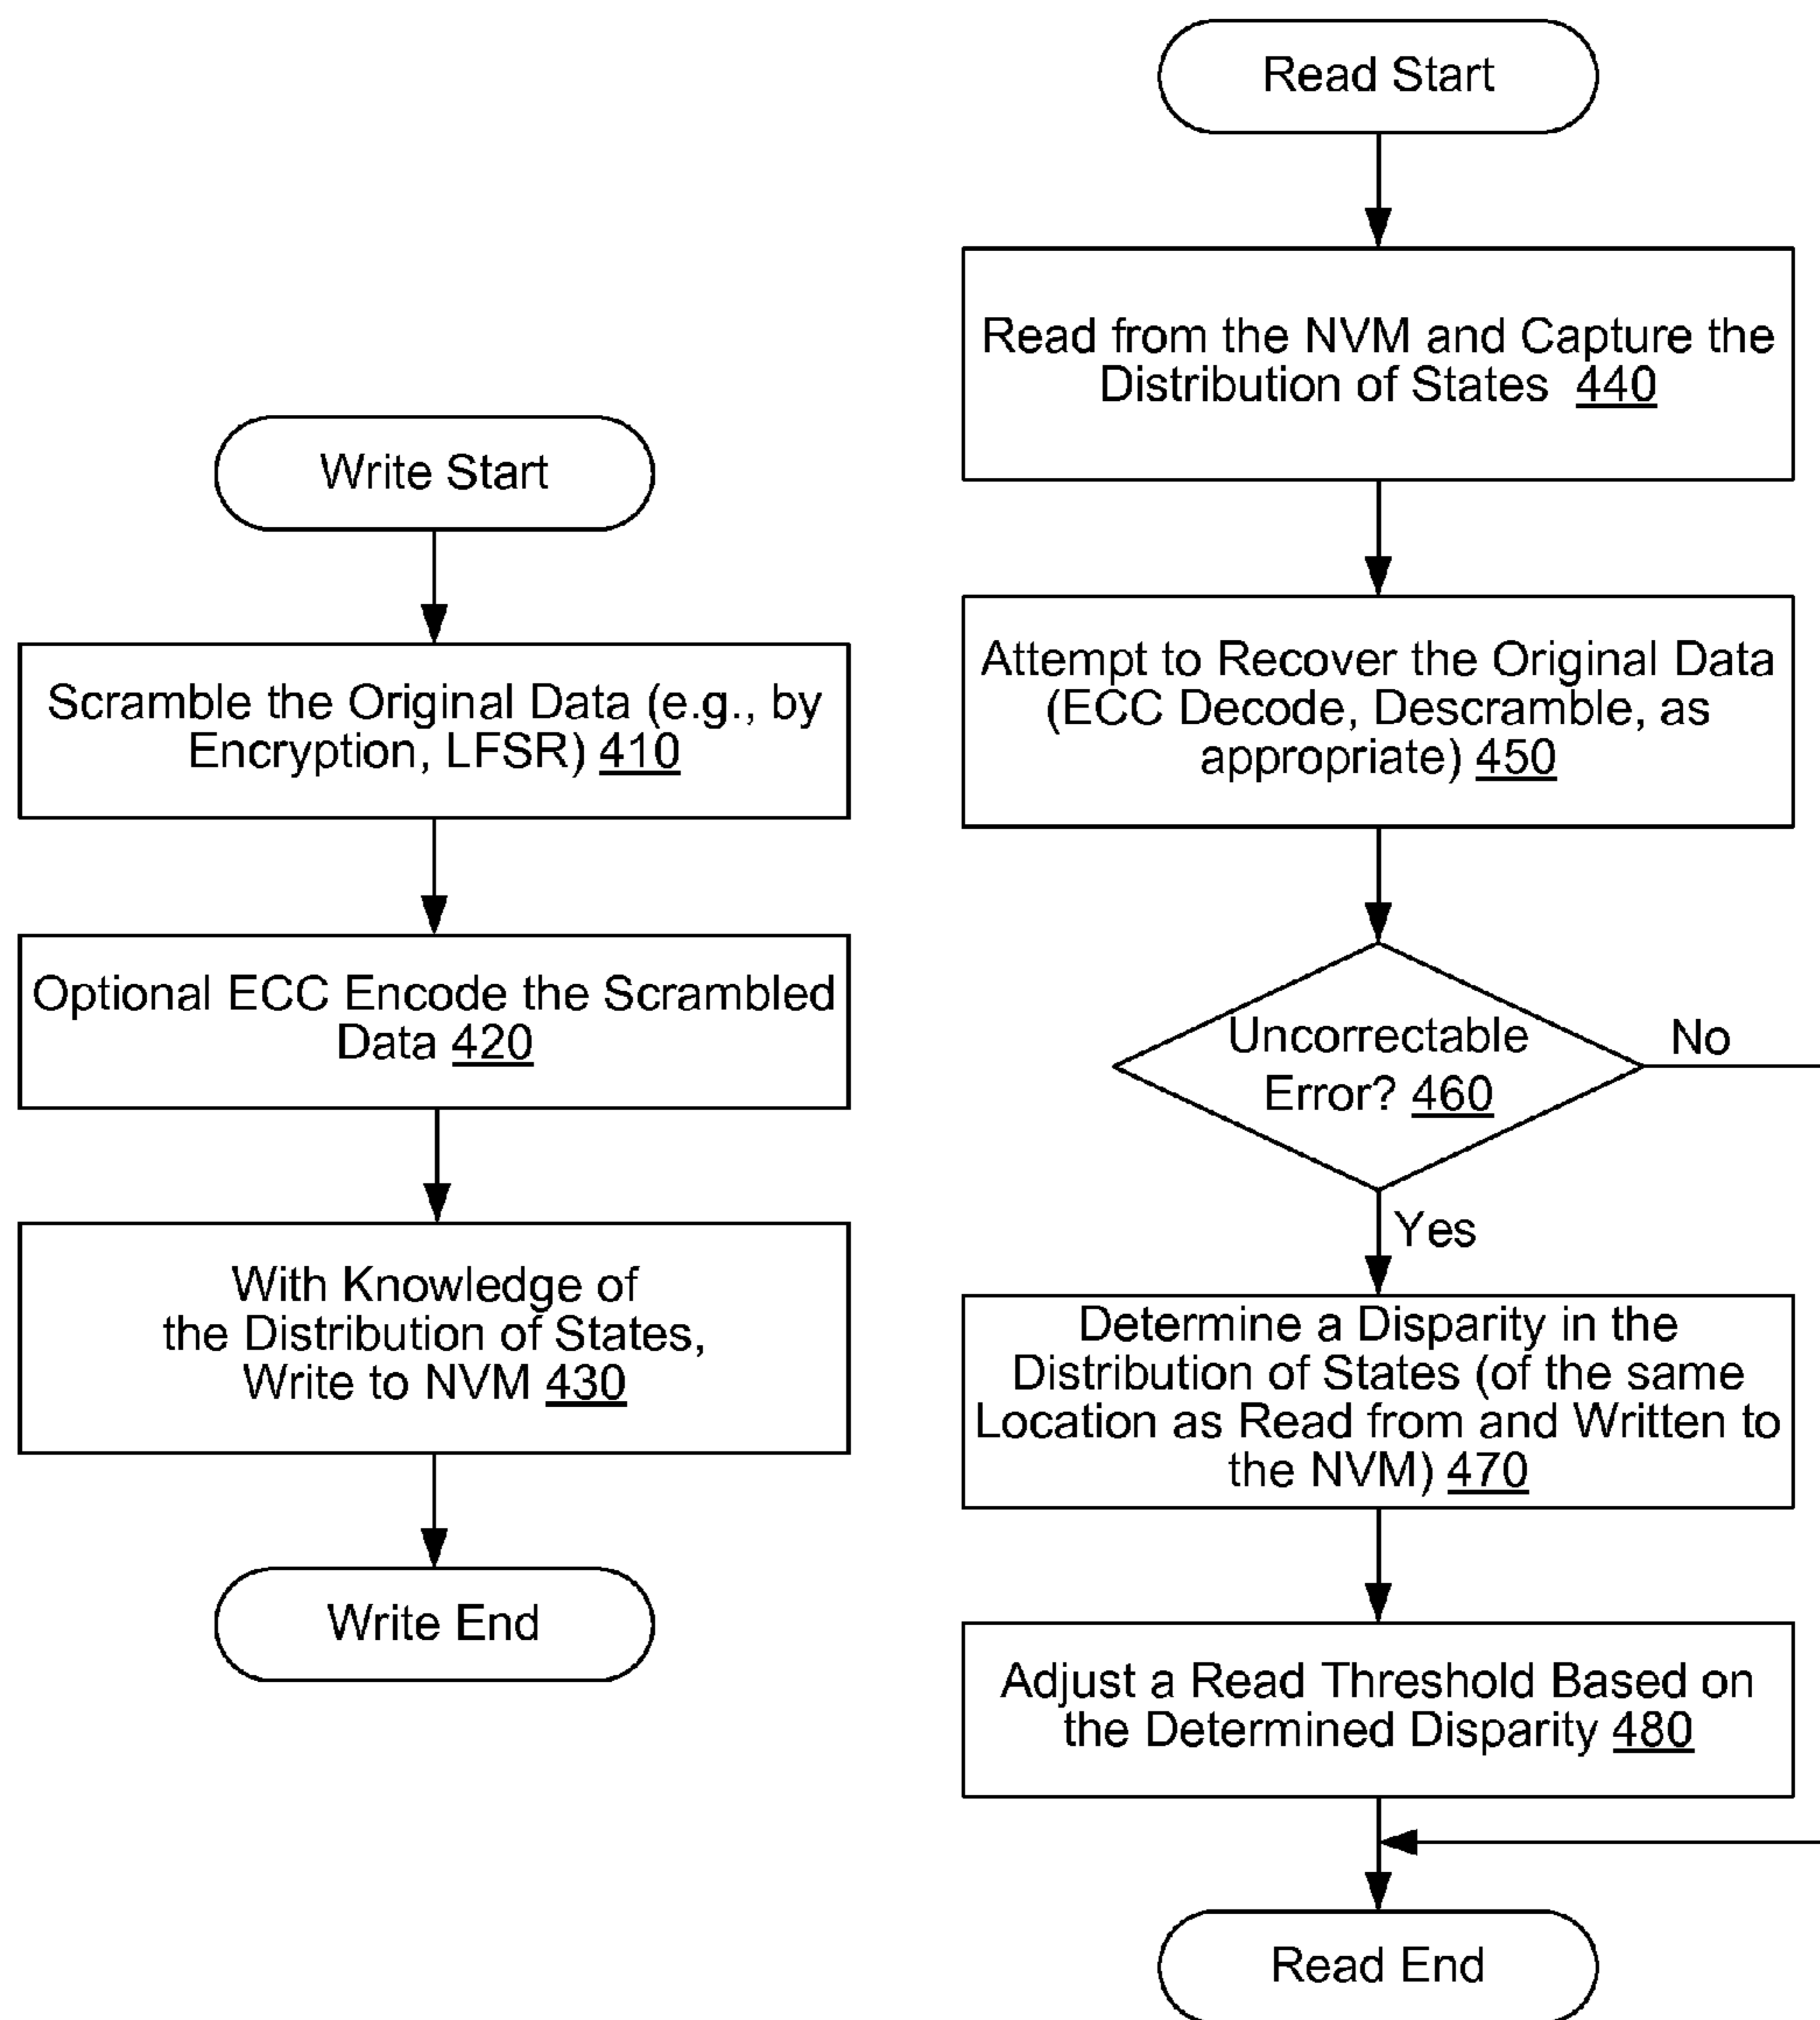 Write Start
Scramble the Original Data (e.g., by
Encryption, LFSR) 410
Optional ECC Encode the Scrambled
Data 420
With Knowledge of
the Distribution of States,
Write to NVM 430
Write End
Read Start
Read from the NVM and Capture the
Distribution of States 440
Attempt to Recover the Original Data
(ECC Decode, Descramble, as
appropriate) 450
Uncorrectable
Error? 460
No
Yes
Determine a Disparity in the
Distribution of States (of the same
Location as Read from and Written to
the NVM) 470
Adjust a Read Threshold Based on
the Determined Disparity 480
Read End